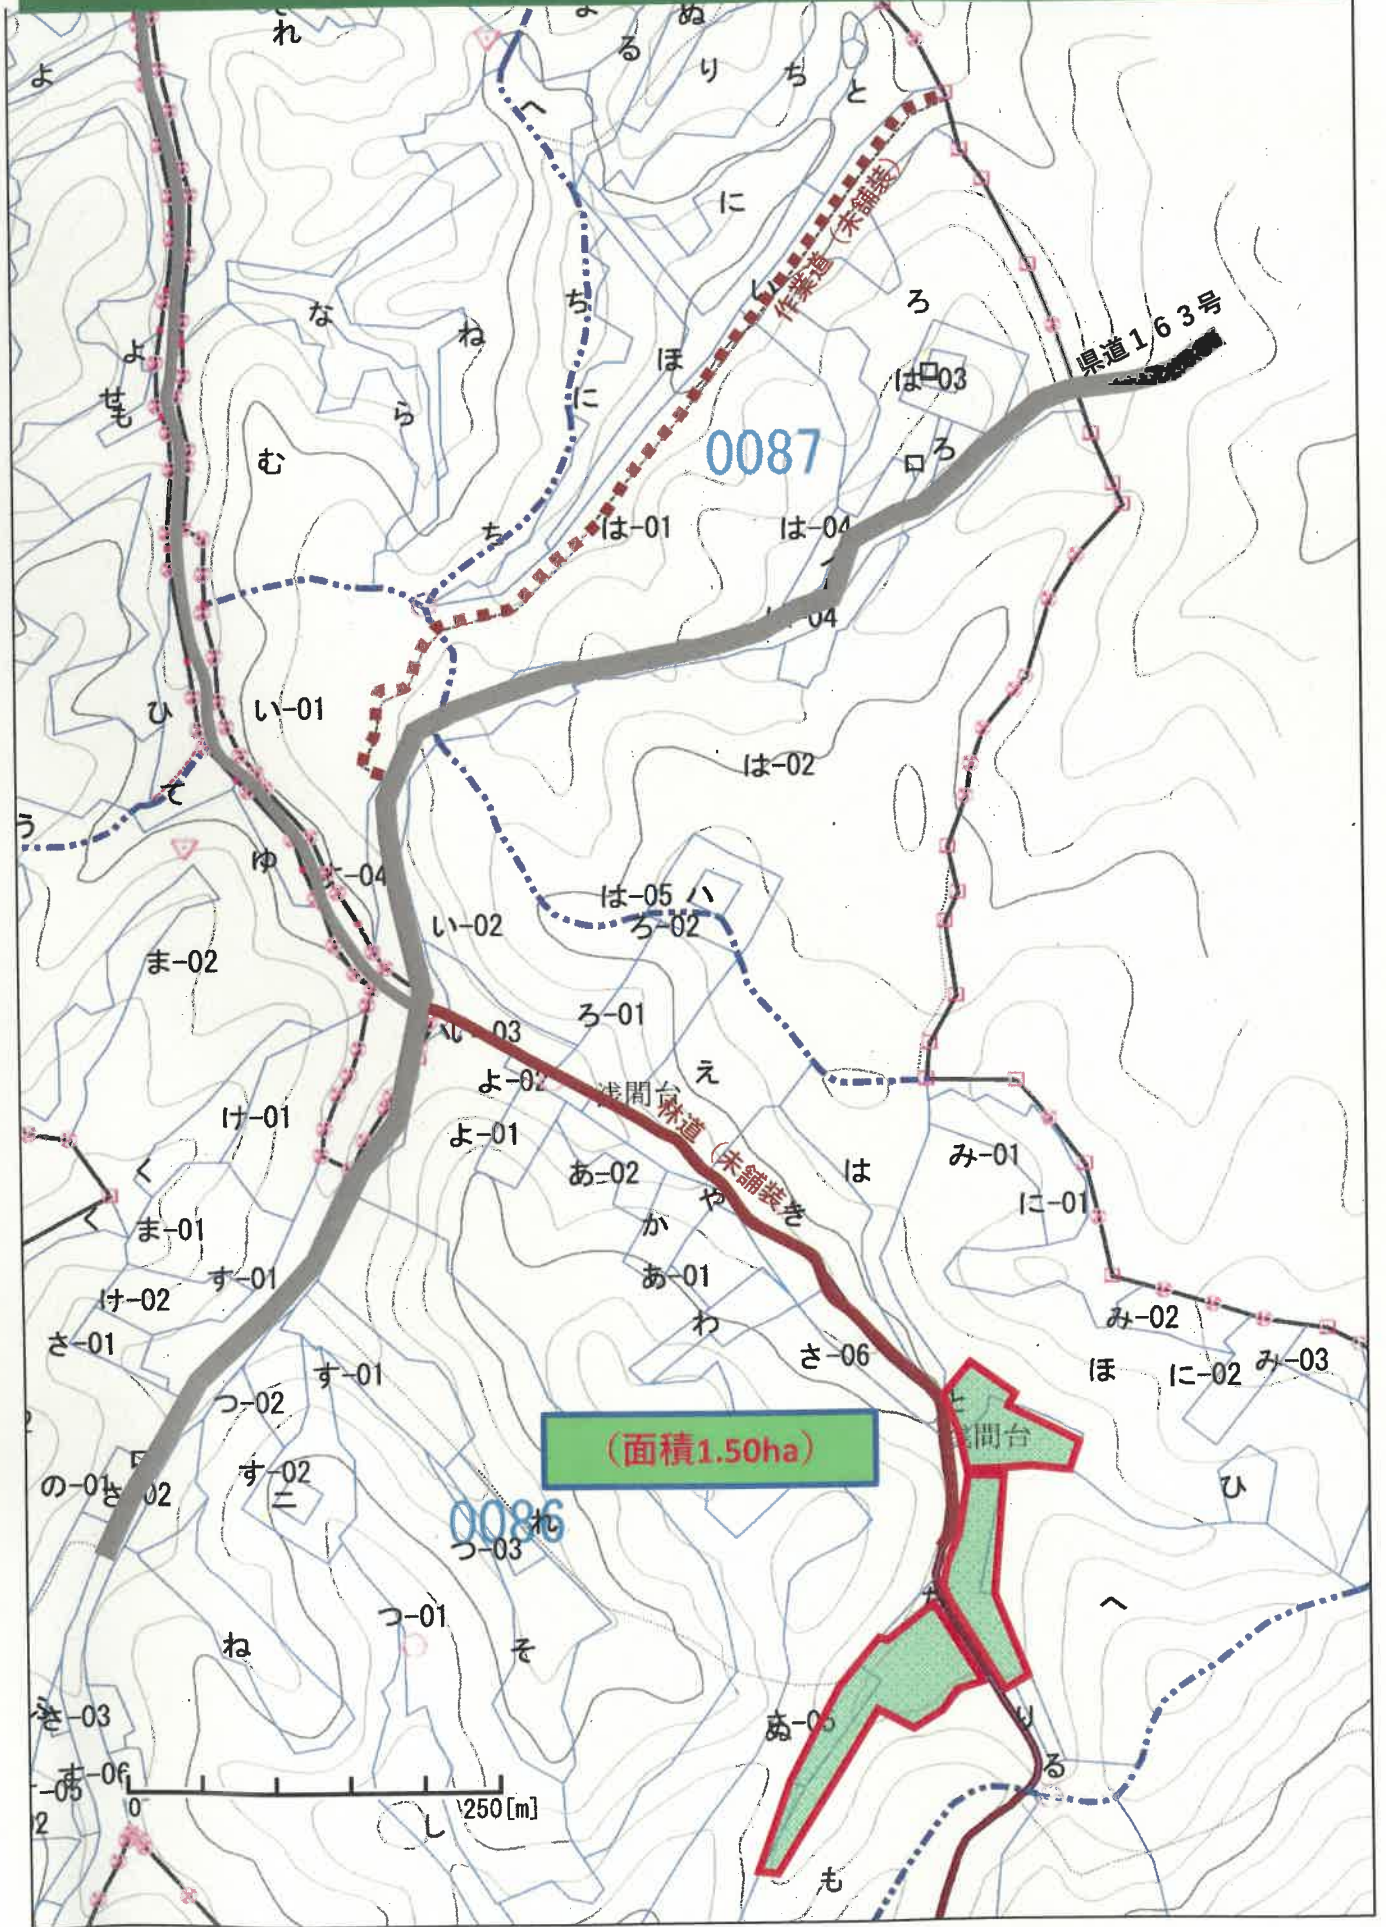 れ
よ
ぬ
る
り
ち
と
へ
に
作業道（未舗装）
ろ
県道１６３号
な
ね
ち
ほ
は-03
よ
せ
も
ら
に
む
0087
ろ
ち
は-01
は-04
04
ひ
い-01
は-02
て
う
ゆ
-04
は-05
ハ
い-02
ろ-02
ま-02
ろ-01
03
よ-02
浅間台
え
林道（未舗装）
け-01
よ-01
く
あ-02
は
み-01
や
き
に-01
く
ま-01
か
す-01
あ-01
け-02
わ
み-02
さ-01
さ-06
ほ
に-02
み-03
す-01
つ-02
（面積1.50ha）
間台
の-01
す-02
ニ
ひ
02
0086
れ
つ-03
へ
つ-01
ね
そ
さ-03
り
る
す-06
-05
0
250[m]
し
も